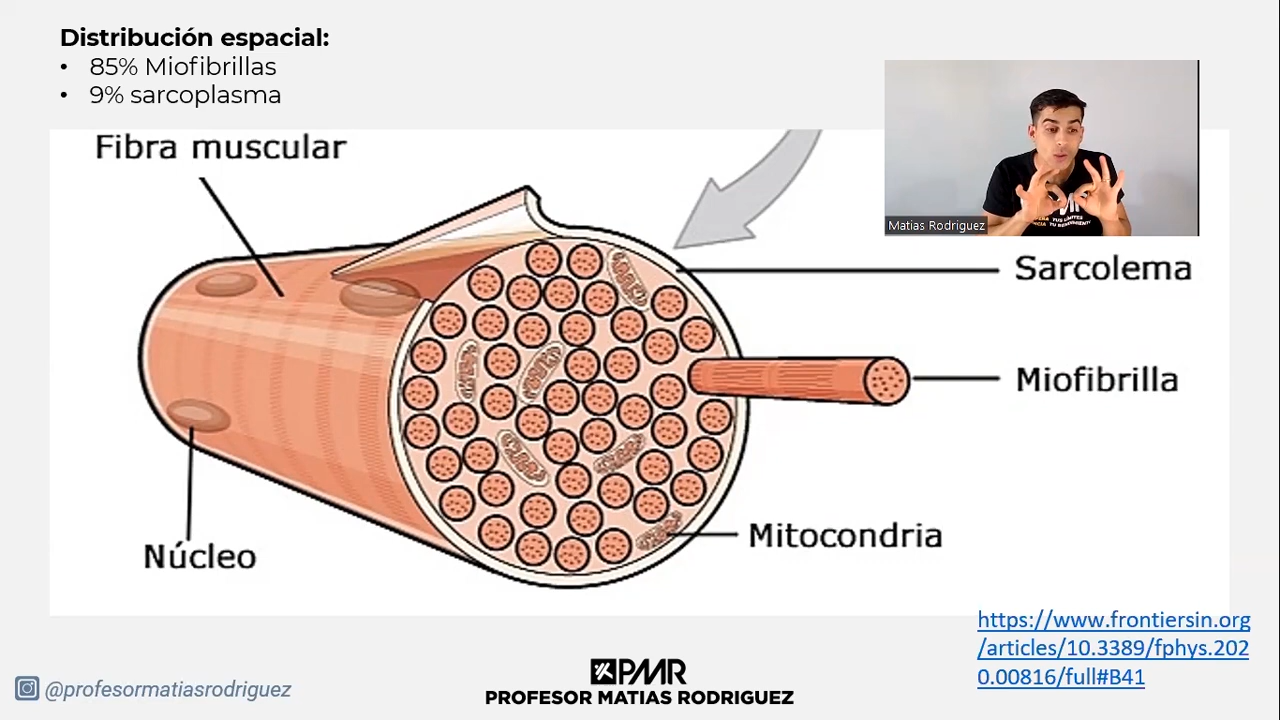 Distribución espacial:
• 85% Miofibrillas
• 9% sarcoplasma
Fibra muscular
Matias Rodriguez
Sarcolema
Miofibrilla
Mitocondria
Núcleo
https://www.frontiersin.org
/articles/10.3389/fphys.202
0.00816/full#B41
@profesormatiasrodriguez
PMR
PROFESOR MATIAS RODRIGUEZ